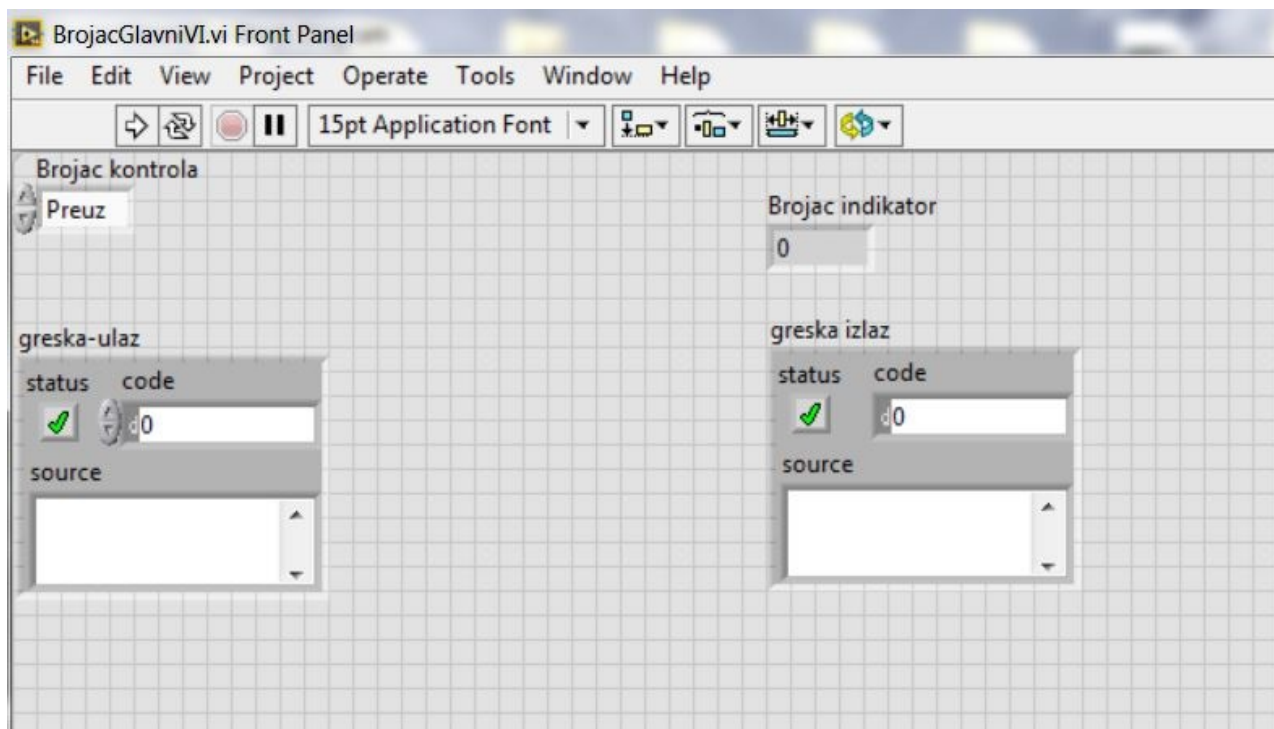 BrojacGlavniVI.vi Front Panel
File Edit View Project Operate Tools Window Help
15pt Application Font
Brojac kontrola
Preuz
Brojac indikator
0
greska-ulaz
status code
d 0
source
greska izlaz
status code
d 0
source